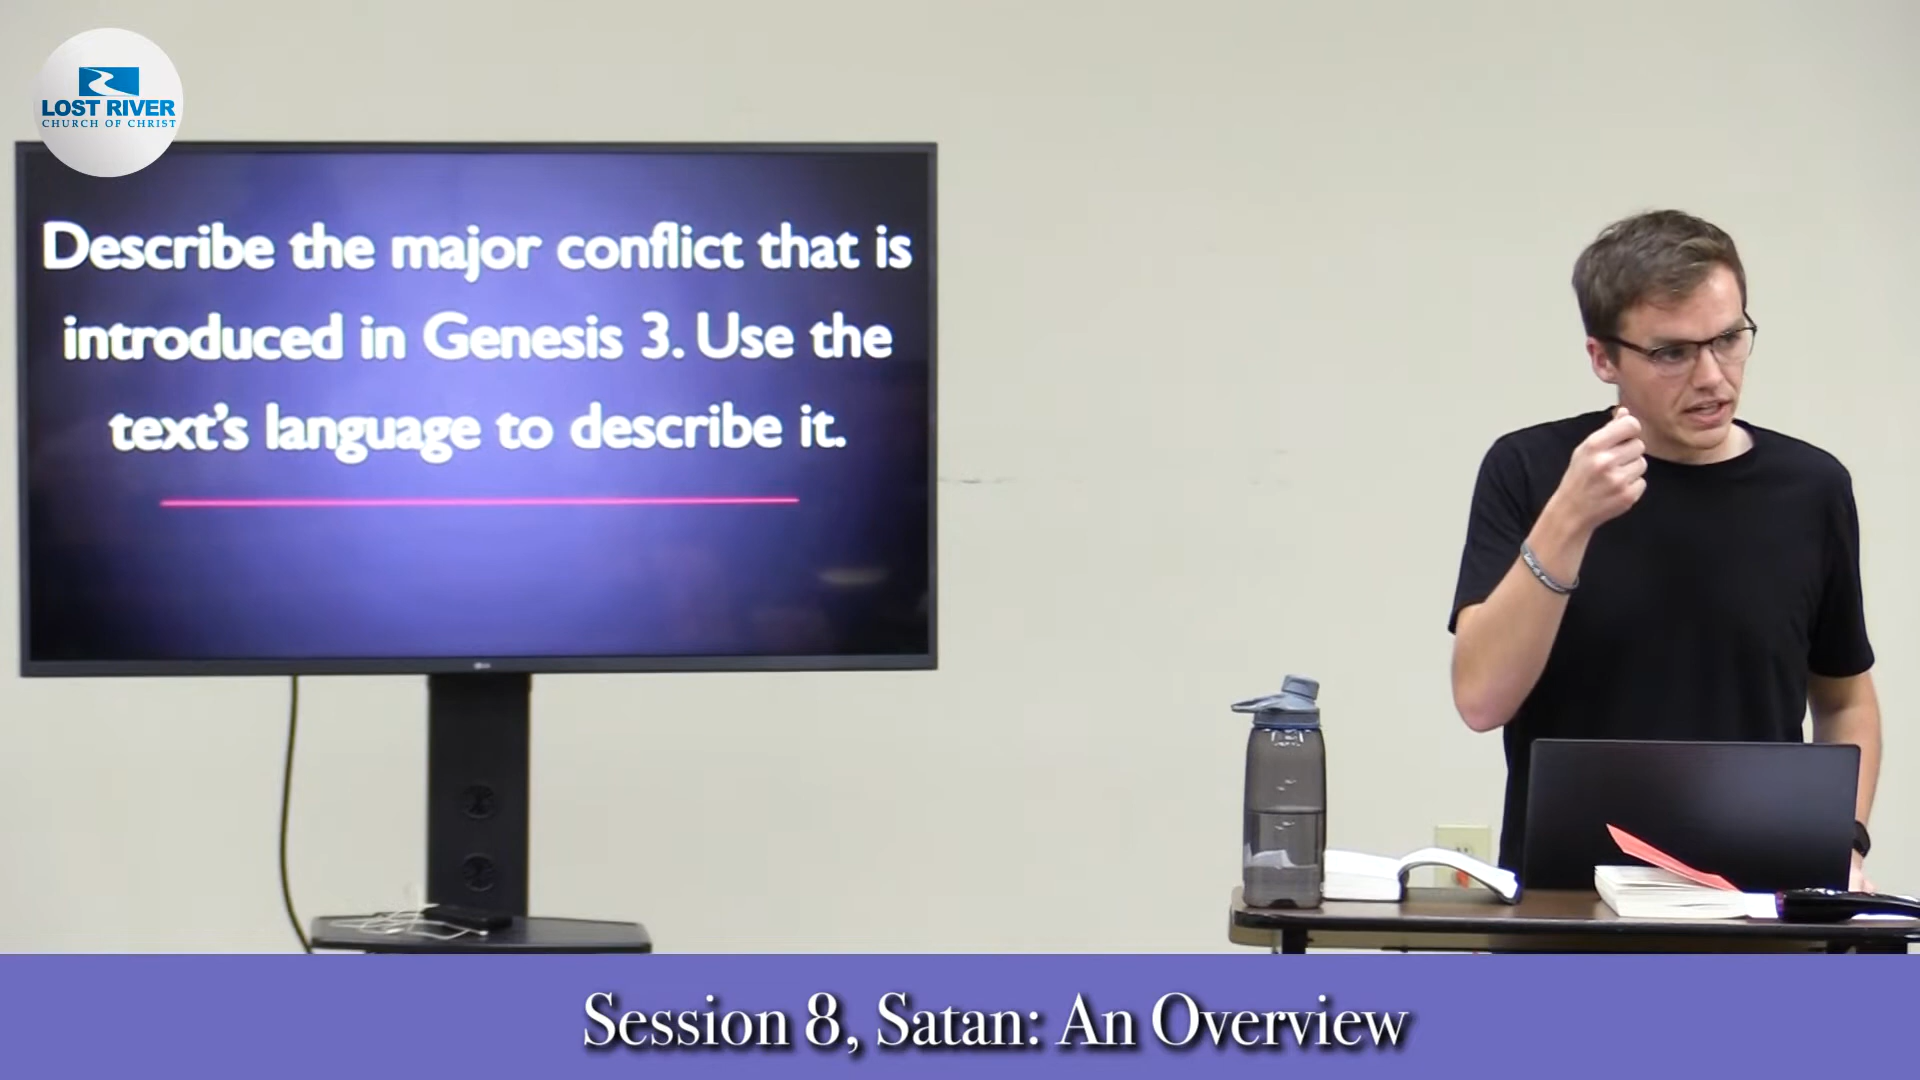 LOST RIVER
CHURCH OF CHRIST
Describe the major conflict that is
introduced in Genesis 3. Use the
text's language to describe it.
Session 8, Satan: An Overview